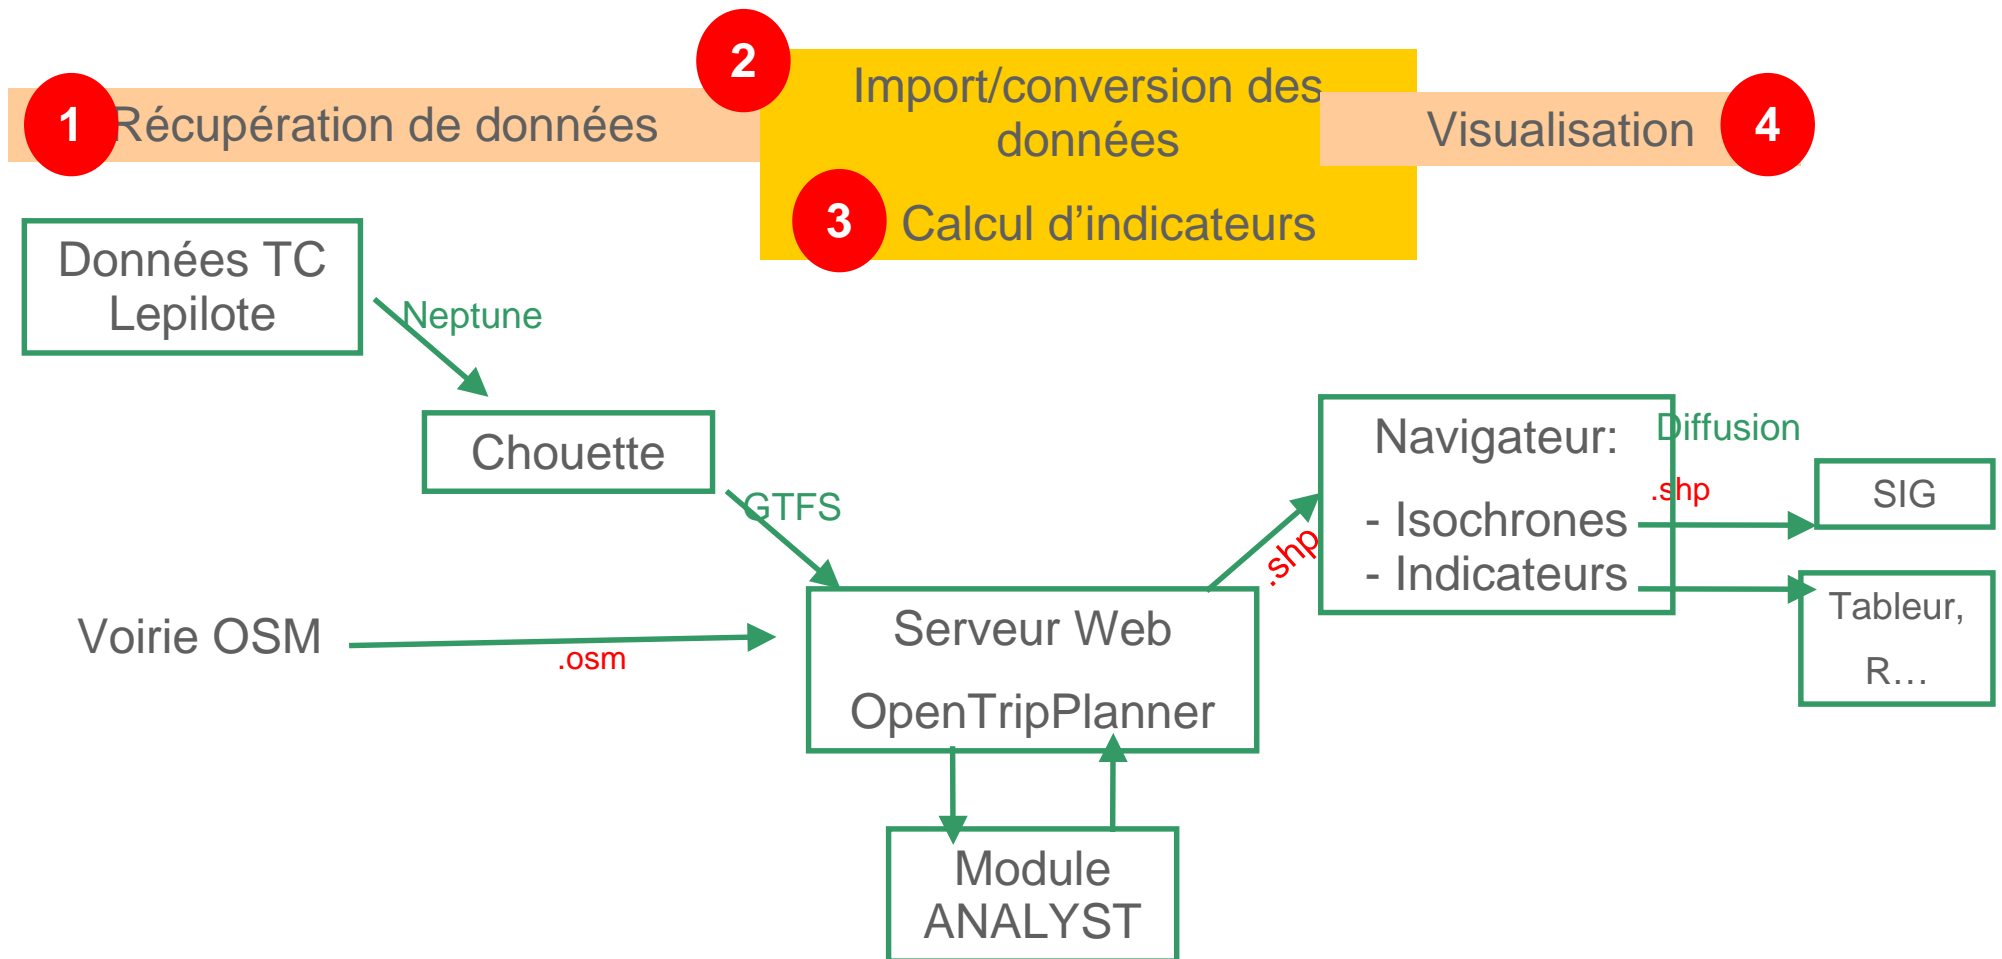 1
Récupération de données
2
Import/conversion des
données
3
Calcul d’indicateurs
Visualisation
4
Données TC
Lepilote
Neptune
Chouette
GTFS
Voirie OSM
.osm
Serveur Web
OpenTripPlanner
Module
ANALYST
.shp
Navigateur:
- Isochrones
- Indicateurs
Diffusion
.shp
SIG
Tableur,
R…